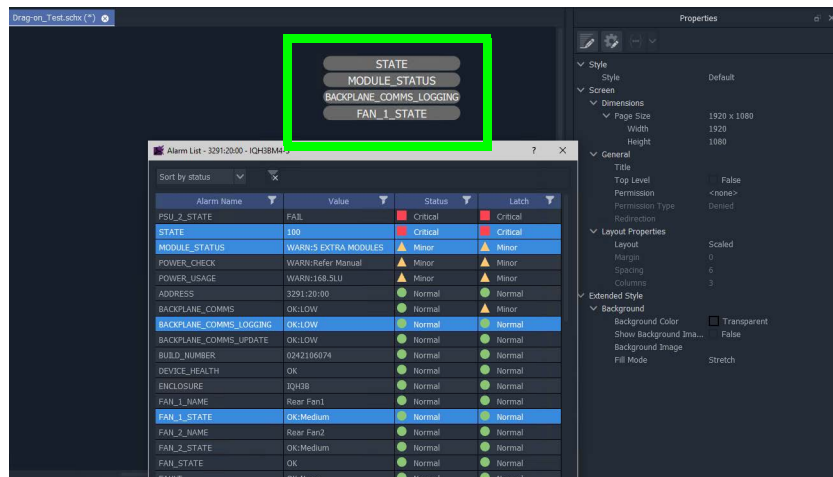 Drag-on_Test.schx (*)
Properties
STATE
MODULE_STATUS
BACKPLANE_COMMS_LOGGING
FAN_1_STATE
Style
Style Default
Screen
Dimensions
Page Size 1920 x 1080
Width 1920
Height 1080
General
Title
Top Level False
Permission <none>
Permission Type Denied
Redirection
Layout Properties
Layout Scaled
Margin 0
Spacing 6
Columns 3
Extended Style
Background
Background Color Transparent
Show Background Ima... False
Background Image
Fill Mode Stretch
Alarm List - 3291:20:00 - IQH3BM4-S ? ×
Sort by status
Alarm Name Value Status Latch
PSU_2_STATE FAIL Critical Critical
STATE 100 Critical Critical
MODULE_STATUS WARN:5 EXTRA MODULES Minor Minor
POWER_CHECK WARN:Refer Manual Minor Minor
POWER_USAGE WARN:168.5LU Minor Minor
ADDRESS 3291:20:00 Normal Normal
BACKPLANE_COMMS OK:LOW Normal Minor
BACKPLANE_COMMS_LOGGING OK:LOW Normal Normal
BACKPLANE_COMMS_UPDATE OK:LOW Normal Normal
BUILD_NUMBER 0242106074 Normal Normal
DEVICE_HEALTH OK Normal Normal
ENCLOSURE IQH3B Normal Normal
FAN_1_NAME Rear Fan1 Normal Normal
FAN_1_STATE OK:Medium Normal Normal
FAN_2_NAME Rear Fan2 Normal Normal
FAN_2_STATE OK:Medium Normal Normal
FAN_STATE OK Normal Normal